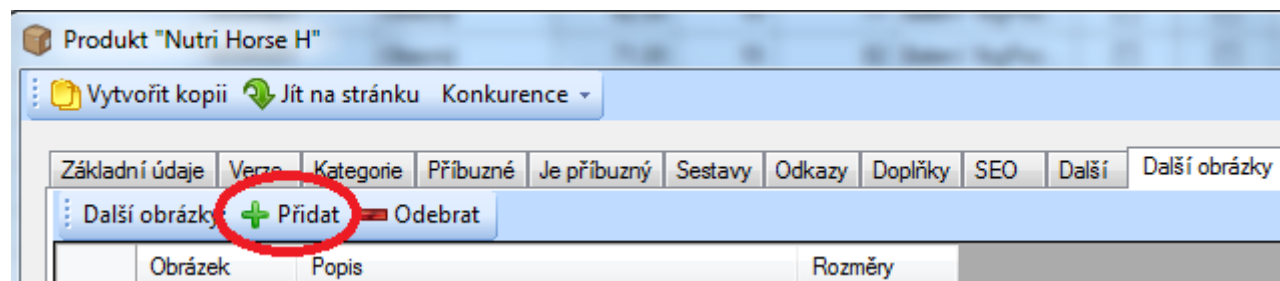 Produkt "Nutri Horse H"
Vytvořit kopii Jít na stránku Konkurence
Základní údaje Verze Kategorie Příbuzné Je příbuzný Sestavy Odkazy Doplňky SEO Další Další obrázky
Další obrázky Přidat Odebrat
Obrázek Popis Rozměry